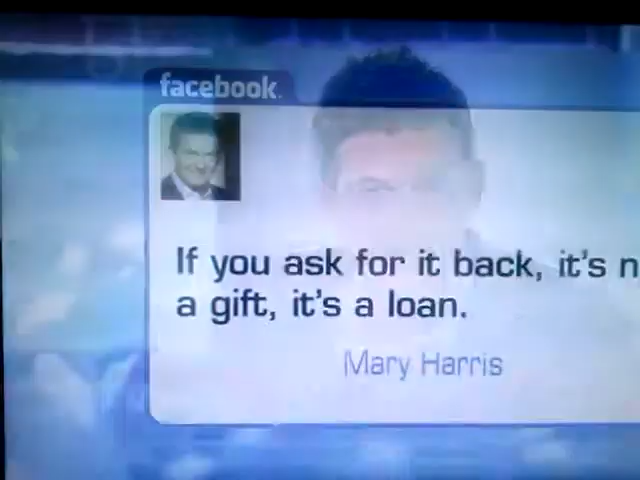 facebook
If you ask for it back, it's n
a gift, it's a loan.
Mary Harris